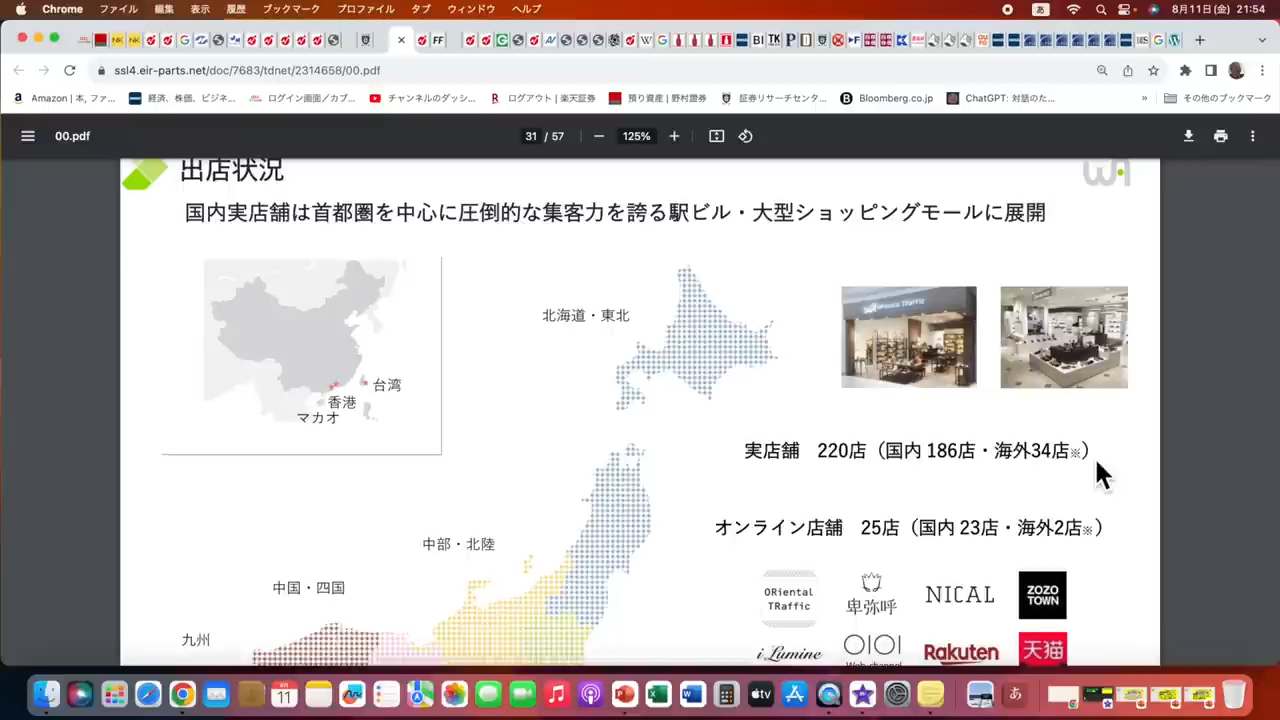 Chrome ファイル 編集 表示 履歴 ブックマーク プロファイル タブ ウィンドウ ヘルプ あ 8月11日(金) 21:54
ssl4.eir-parts.net/doc/7683/tdnet/2314658/00.pdf
Amazon | 本, ファ... 経済、株価、ビジネ... ログイン画面／カブ... チャンネルのダッシ... ログアウト | 楽天証券 預り資産 | 野村證券 証券リサーチセンタ... Bloomberg.co.jp ChatGPT: 対話のた... » その他のブックマーク
00.pdf 31 / 57 125%
出店状況
国内実店舗は首都圏を中心に圧倒的な集客力を誇る駅ビル・大型ショッピングモールに展開
北海道・東北
台湾
香港
マカオ
実店舗 220店（国内 186店・海外34店※）
オンライン店舗 25店（国内 23店・海外2店※）
中部・北陸
中国・四国
九州
ORiental TRaffic
卑弥呼
NICAL
ZOZO TOWN
i Lumine
OIOI
Web channel
Rakuten
天猫